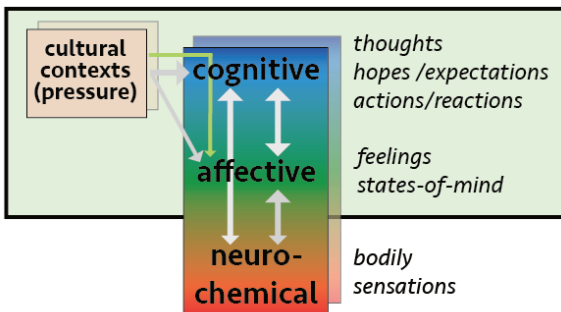 cultural
contexts
(pressure)
cognitive
thoughts
hopes /expectations
actions/reactions
affective
feelings
states-of-mind
neuro-
chemical
bodily
sensations